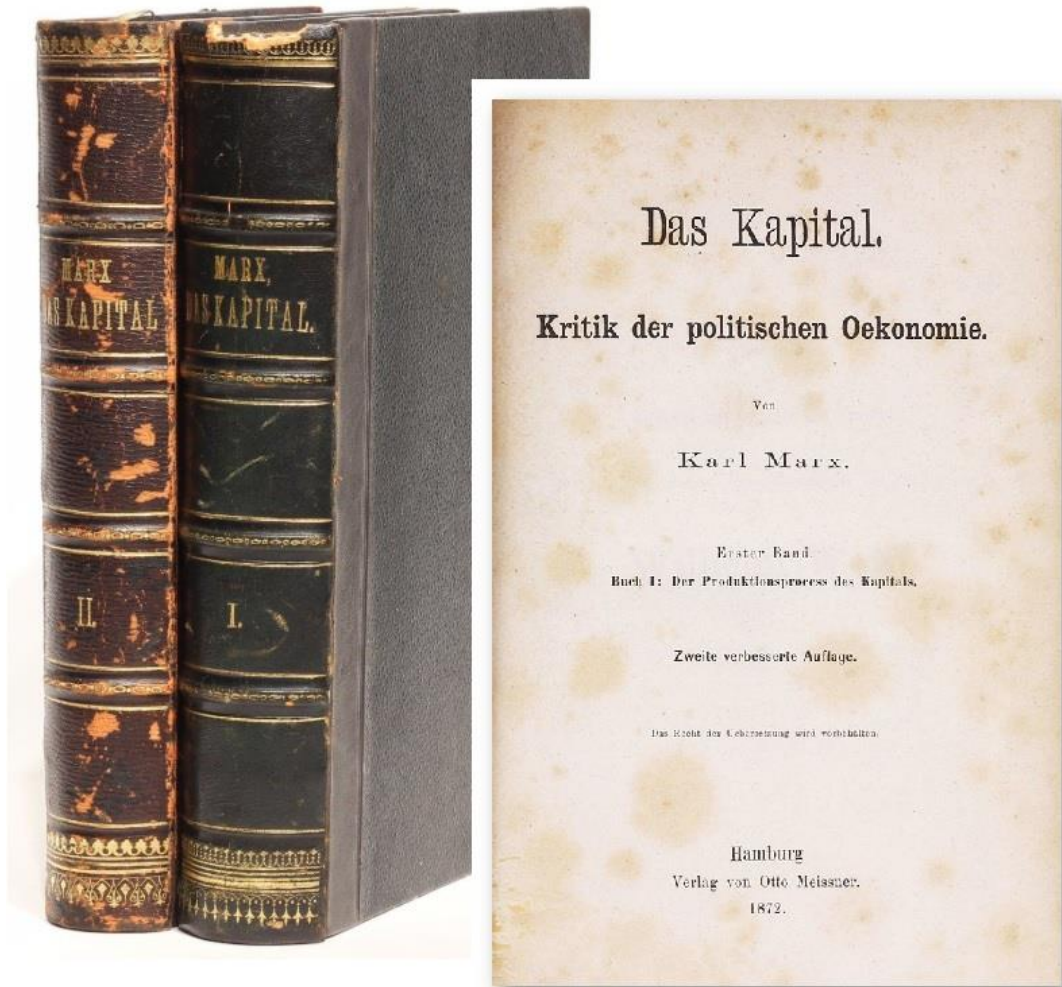 MARX
DAS KAPITAL
II.
MARX,
DAS KAPITAL.
I.
Das Kapital.
Kritik der politischen Oekonomie.
Von
Karl Marx.
Erster Band.
Buch I: Der Produktionsprocess des Kapitals.
Zweite verbesserte Auflage.
Das Recht der Uebersetzung wird vorbehalten.
Hamburg
Verlag von Otto Meissner.
1872.